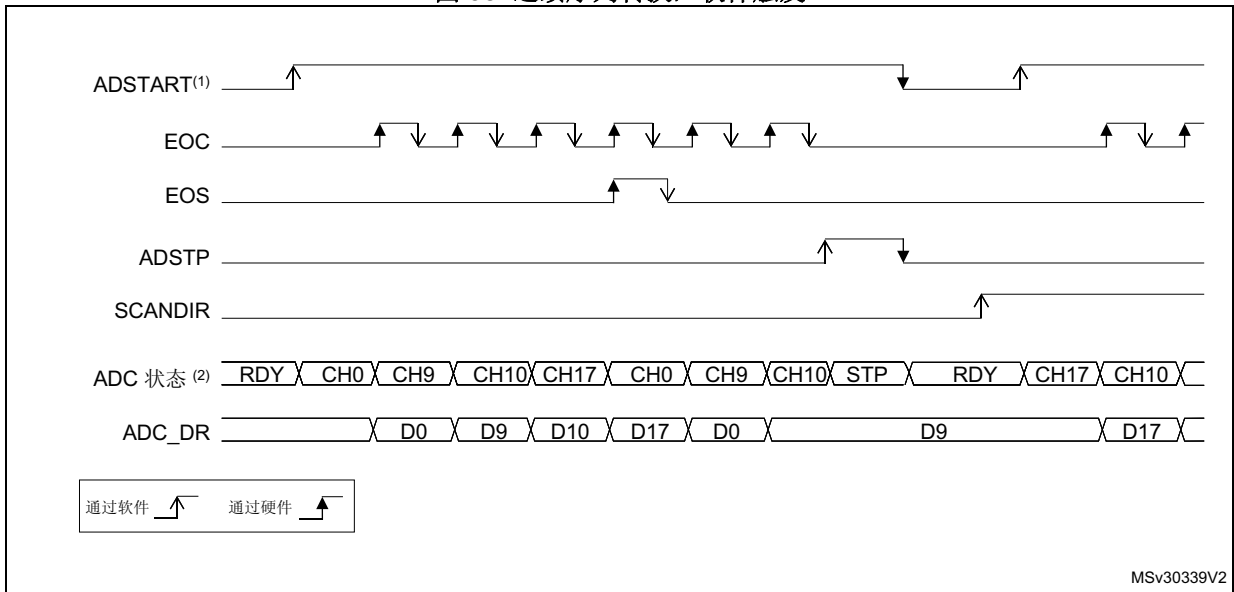 ADSTART(1)
EOC
EOS
ADSTP
SCANDIR
ADC 状态 (2) RDY CH0 CH9 CH10 CH17 CH0 CH9 CH10 STP RDY CH17 CH10
ADC_DR D0 D9 D10 D17 D0 D9 D17
通过软件 通过硬件
MSv30339V2